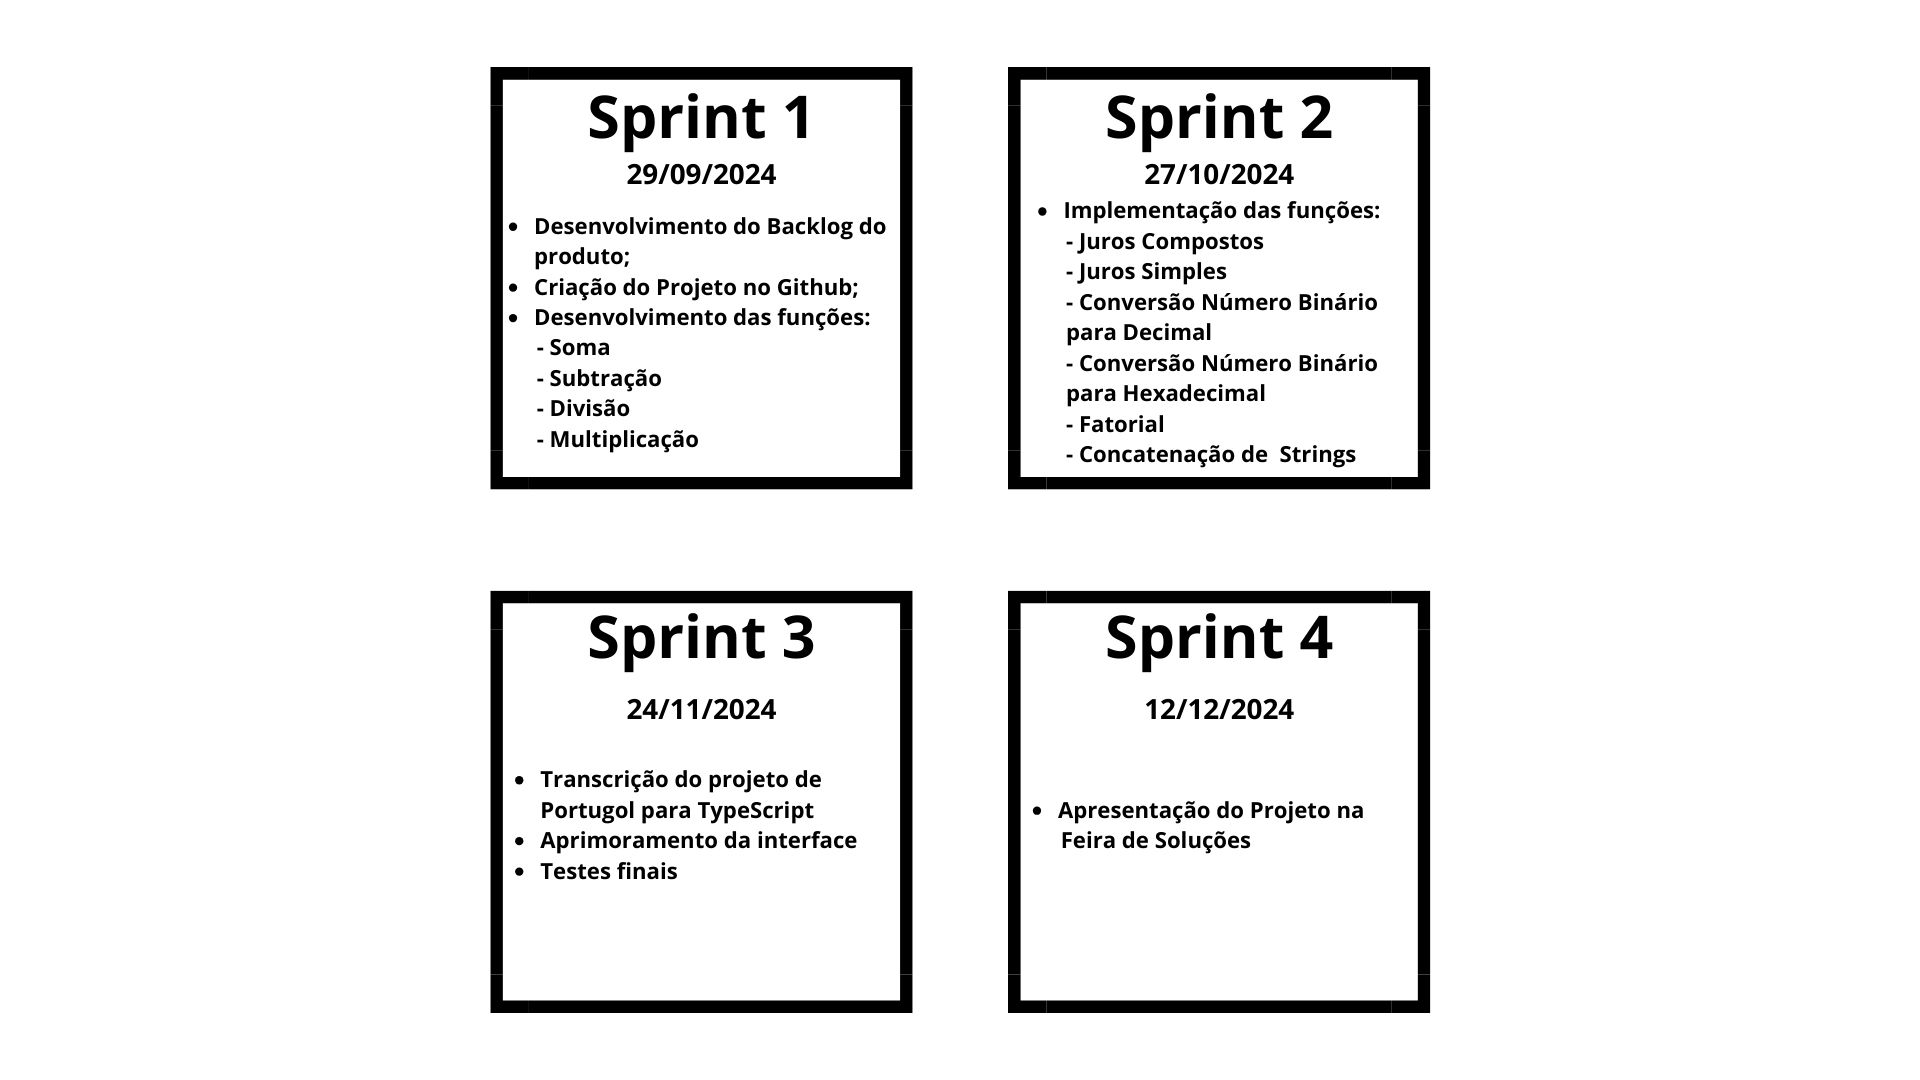 Sprint 1
29/09/2024
• Desenvolvimento do Backlog do
produto;
• Criação do Projeto no Github;
• Desenvolvimento das funções:
- Soma
- Subtração
- Divisão
- Multiplicação
Sprint 2
27/10/2024
• Implementação das funções:
- Juros Compostos
- Juros Simples
- Conversão Número Binário
para Decimal
- Conversão Número Binário
para Hexadecimal
- Fatorial
- Concatenação de  Strings
Sprint 3
24/11/2024
• Transcrição do projeto de
Portugol para TypeScript
• Aprimoramento da interface
• Testes finais
Sprint 4
12/12/2024
• Apresentação do Projeto na
Feira de Soluções